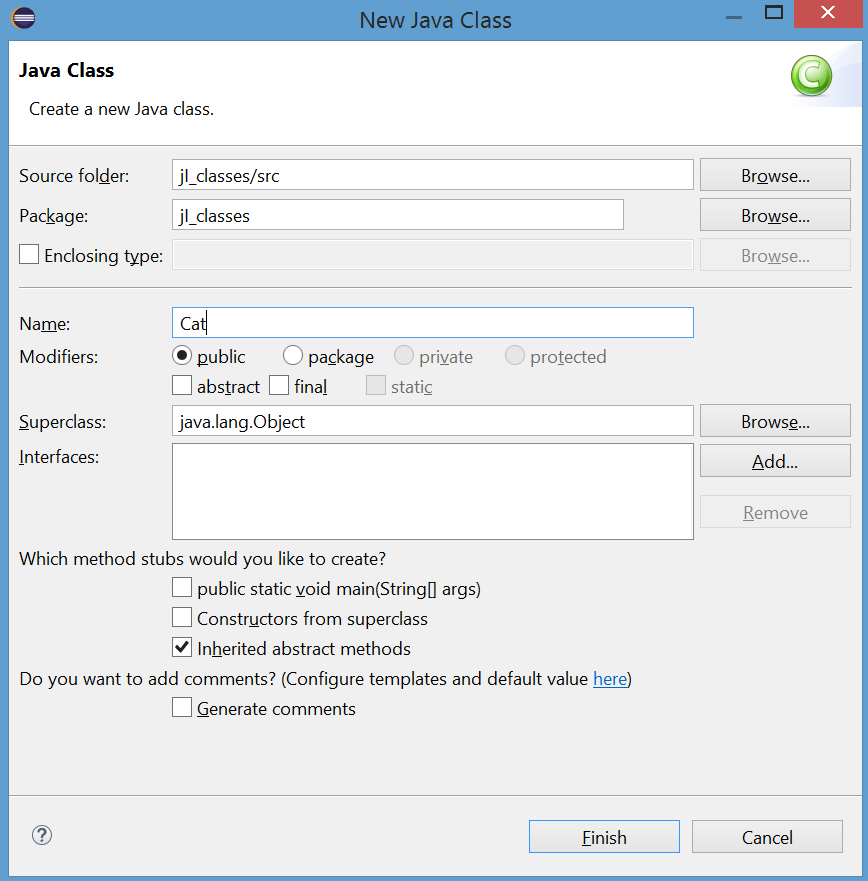 New Java Class
Java Class
Create a new Java class.
Source folder: jI_classes/src Browse...
Package: jI_classes Browse...
Enclosing type: Browse...
Name: Cat
Modifiers: public package private protected
abstract final static
Superclass: java.lang.Object Browse...
Interfaces: Add...
Remove
Which method stubs would you like to create?
public static void main(String[] args)
Constructors from superclass
Inherited abstract methods
Do you want to add comments? (Configure templates and default value here)
Generate comments
? Finish Cancel